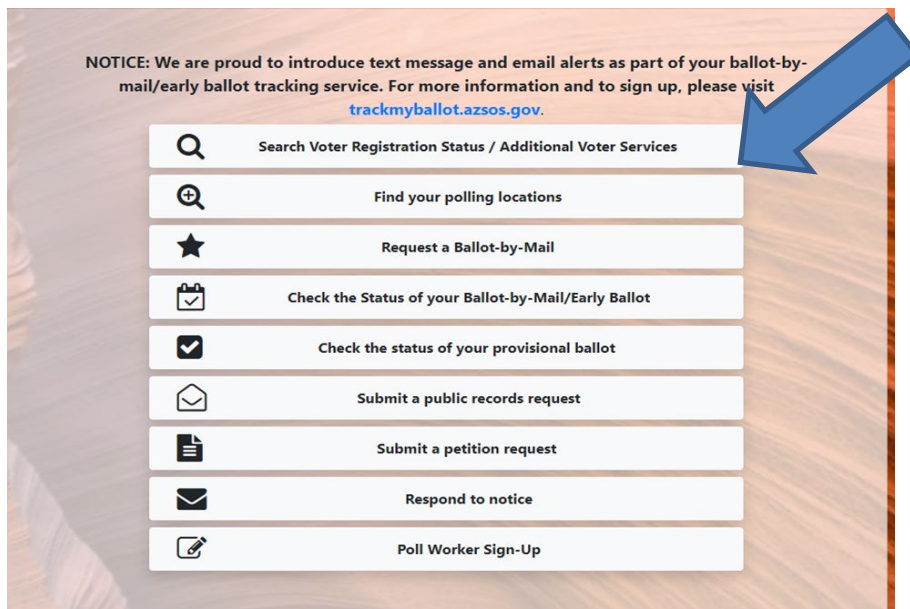 NOTICE: We are proud to introduce text message and email alerts as part of your ballot-by-
mail/early ballot tracking service. For more information and to sign up, please visit
trackmyballot.azsos.gov.
Search Voter Registration Status / Additional Voter Services
Find your polling locations
Request a Ballot-by-Mail
Check the Status of your Ballot-by-Mail/Early Ballot
Check the status of your provisional ballot
Submit a public records request
Submit a petition request
Respond to notice
Poll Worker Sign-Up